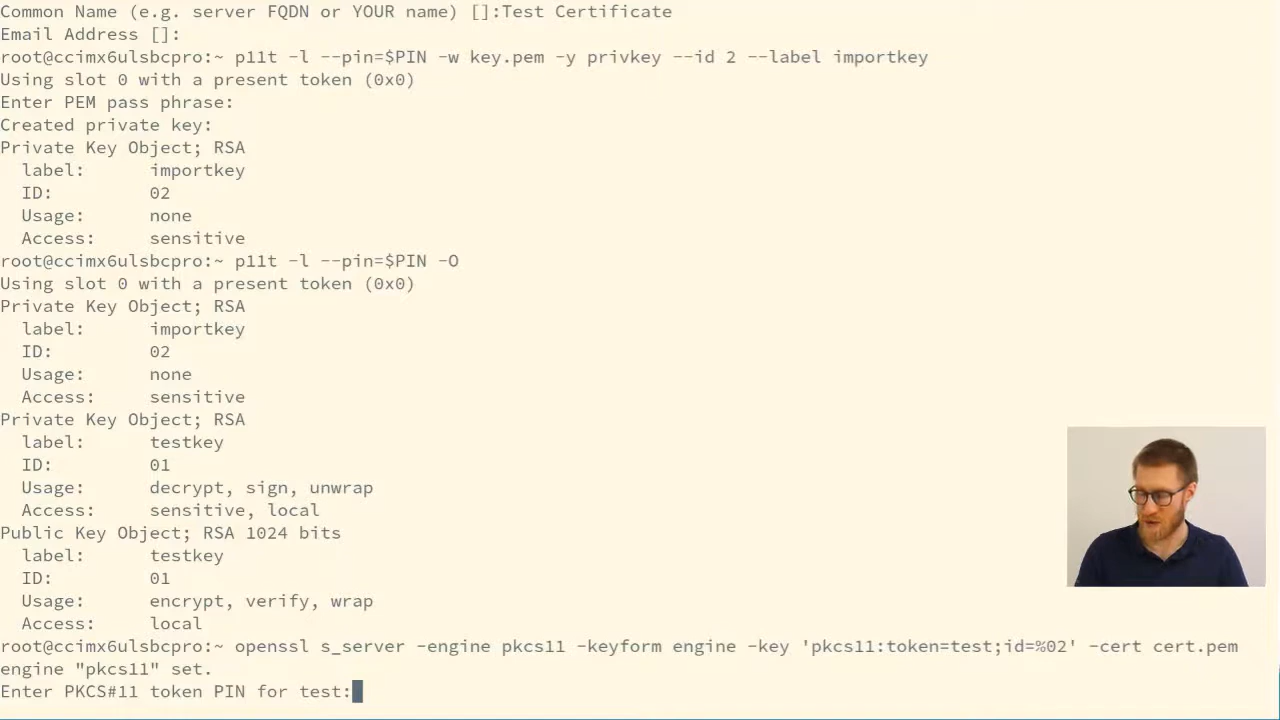 Common Name (e.g. server FQDN or YOUR name) []:Test Certificate
Email Address []:
root@ccimx6ulsbcpro:~ p11t -l --pin=$PIN -w key.pem -y privkey --id 2 --label importkey
Using slot 0 with a present token (0x0)
Enter PEM pass phrase:
Created private key:
Private Key Object; RSA
  label:      importkey
  ID:         02
  Usage:      none
  Access:     sensitive
root@ccimx6ulsbcpro:~ p11t -l --pin=$PIN -O
Using slot 0 with a present token (0x0)
Private Key Object; RSA
  label:      importkey
  ID:         02
  Usage:      none
  Access:     sensitive
Private Key Object; RSA
  label:      testkey
  ID:         01
  Usage:      decrypt, sign, unwrap
  Access:     sensitive, local
Public Key Object; RSA 1024 bits
  label:      testkey
  ID:         01
  Usage:      encrypt, verify, wrap
  Access:     local
root@ccimx6ulsbcpro:~ openssl s_server -engine pkcs11 -keyform engine -key 'pkcs11:token=test;id=%02' -cert cert.pem
engine "pkcs11" set.
Enter PKCS#11 token PIN for test: